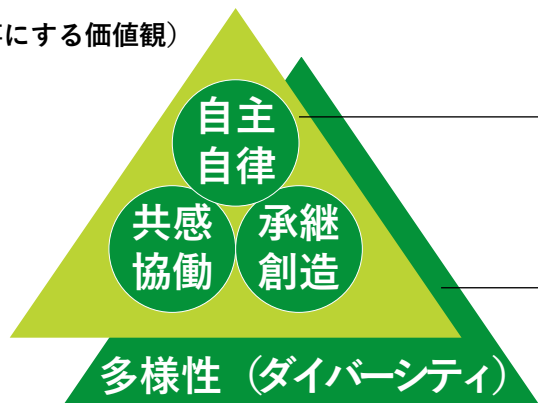 にする価値観）
自主
自律
共感
協働
承継
創造
多様性（ダイバーシティ）